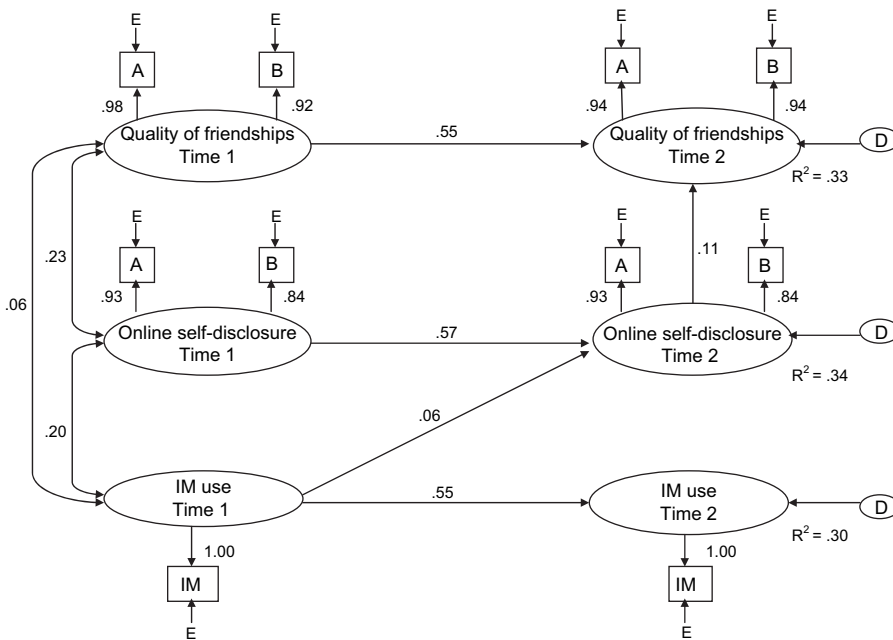 E E E E
A B A B
.98 .92 .94 .94
Quality of friendships
Time 1
.55
Quality of friendships
Time 2
D
R² = .33
E E E E
.23
A B A .11 B
.06
.93 .84 .93 .84
Online self-disclosure
Time 1
.57
Online self-disclosure
Time 2
D
R² = .34
.20
.06
IM use
Time 1
.55
IM use
Time 2
D
R² = .30
1.00 1.00
IM IM
E E